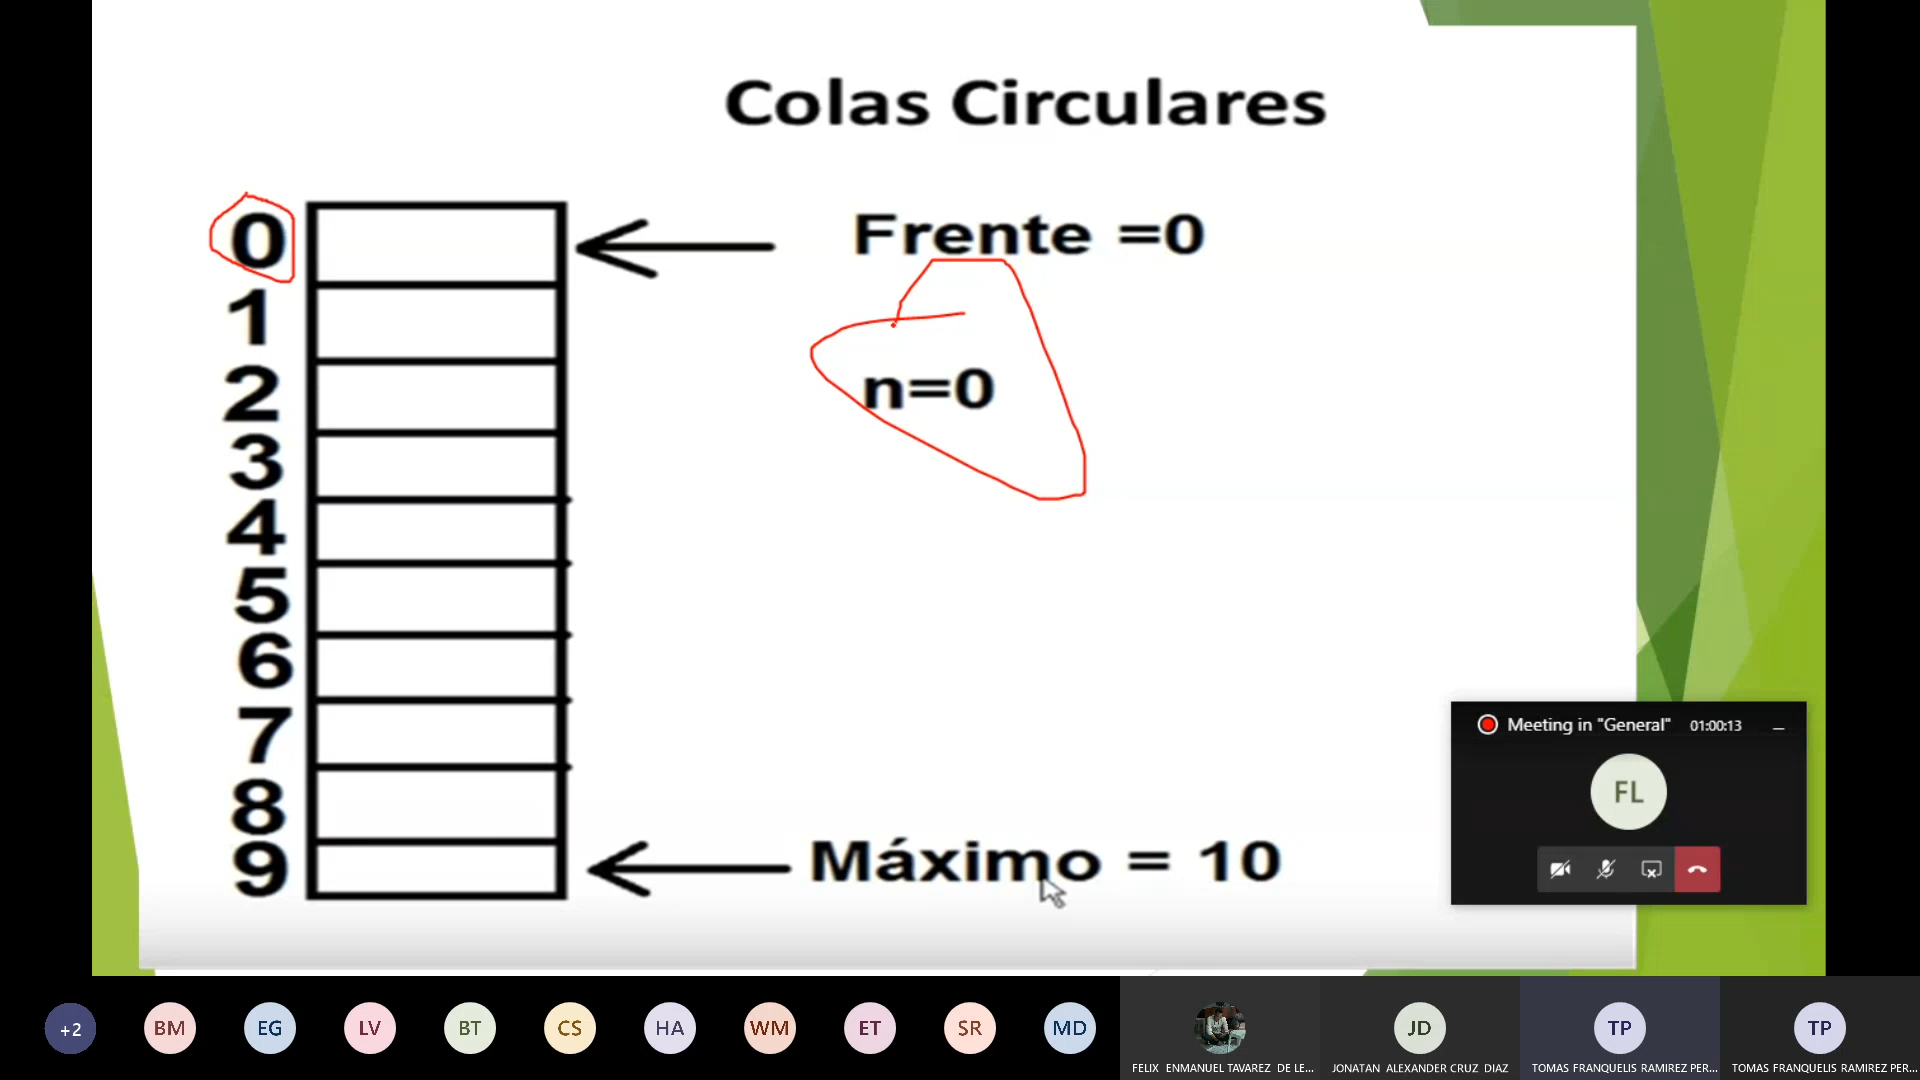 Colas Circulares
0
Frente =0
1
n=0
2
3
4
5
6
7
8
9
Máximo = 10
Meeting in "General"
01:00:13
FL
+2
BM
EG
LV
BT
CS
HA
WM
ET
SR
MD
JD
TP
TP
FELIX ENMANUEL TAVAREZ DE LE...
JONATAN ALEXANDER CRUZ DIAZ
TOMAS FRANQUELIS RAMIREZ PER...
TOMAS FRANQUELIS RAMIREZ PER...